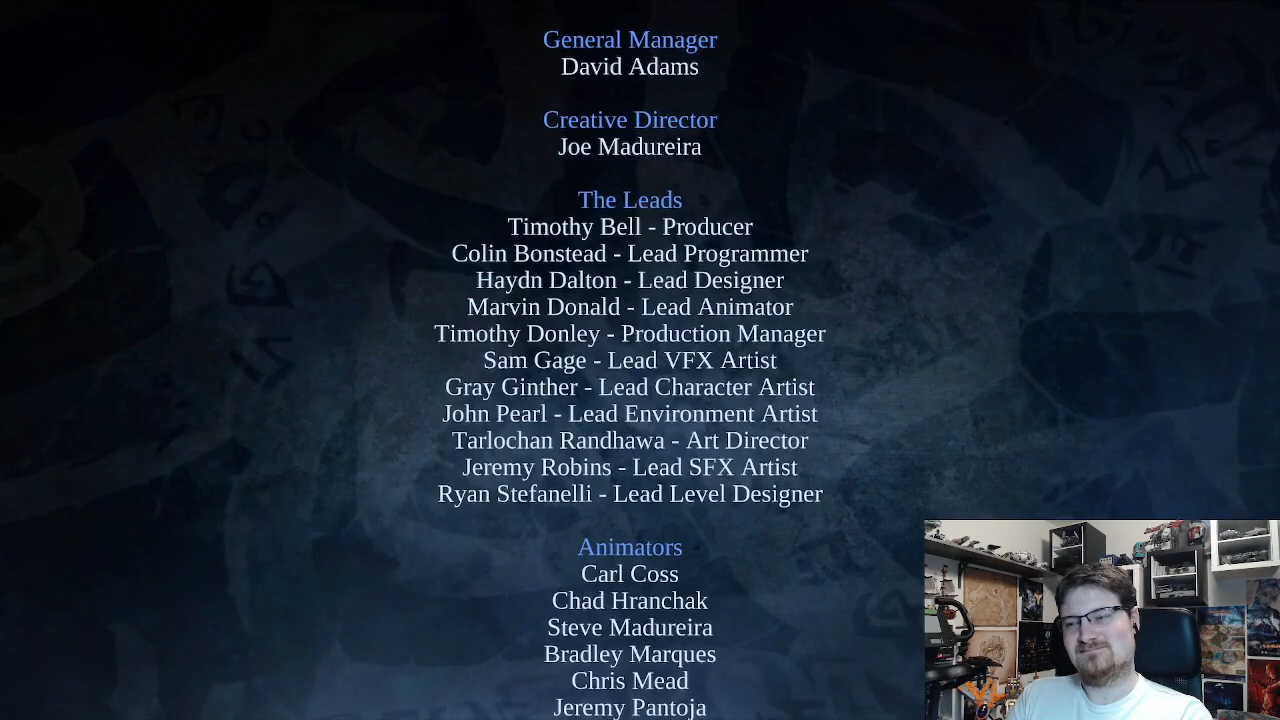 General Manager
David Adams
Creative Director
Joe Madureira
The Leads
Timothy Bell - Producer
Colin Bonstead - Lead Programmer
Haydn Dalton - Lead Designer
Marvin Donald - Lead Animator
Timothy Donley - Production Manager
Sam Gage - Lead VFX Artist
Gray Ginther - Lead Character Artist
John Pearl - Lead Environment Artist
Tarlochan Randhawa - Art Director
Jeremy Robins - Lead SFX Artist
Ryan Stefanelli - Lead Level Designer
Animators
Carl Coss
Chad Hranchak
Steve Madureira
Bradley Marques
Chris Mead
Jeremy Pantoja